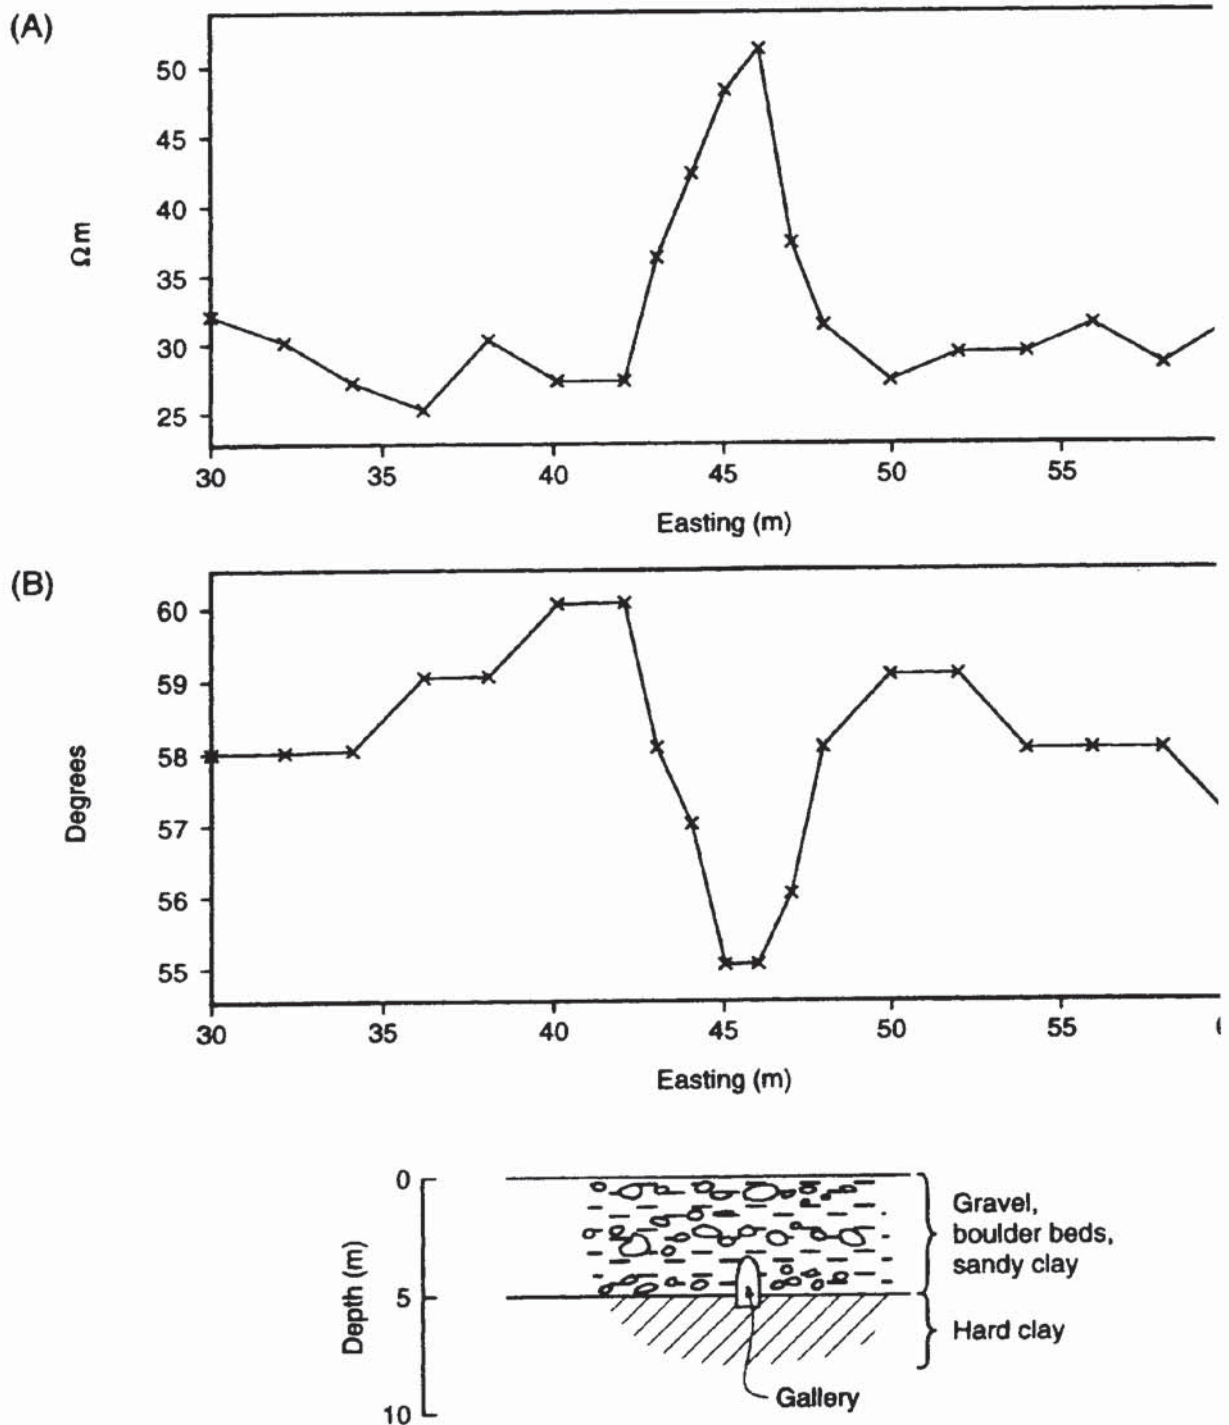 (A)
50
45
40
35
30
25
Ωm
30 35 40 45 50 55
Easting (m)
(B)
60
59
58
57
56
55
Degrees
30 35 40 45 50 55
Easting (m)
0
5
10
Depth (m)
Gravel,
boulder beds,
sandy clay
Hard clay
Gallery